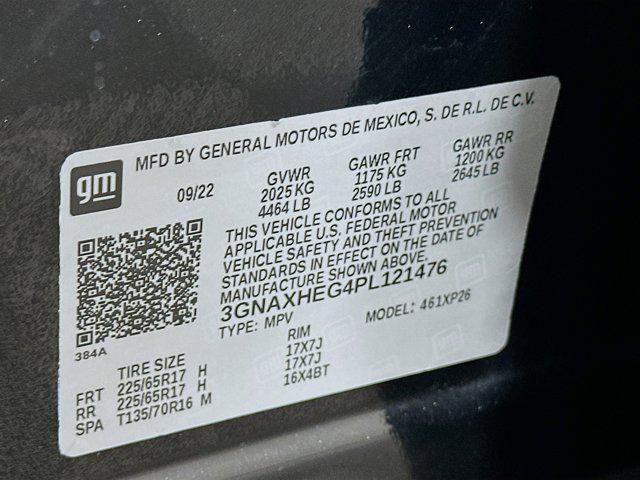 MFD BY GENERAL MOTORS DE MEXICO, S. DE R.L. DE C.V.
gm
09/22
GVWR GAWR FRT GAWR RR
2025 KG 1175 KG 1200 KG
4464 LB 2590 LB 2645 LB
THIS VEHICLE CONFORMS TO ALL
APPLICABLE U.S. FEDERAL MOTOR
VEHICLE SAFETY AND THEFT PREVENTION
STANDARDS IN EFFECT ON THE DATE OF
MANUFACTURE SHOWN ABOVE.
3GNAXHEG4PL121476
TYPE: MPV MODEL: 461XP26
384A
TIRE SIZE RIM
FRT 225/65R17 H 17X7J
RR 225/65R17 H 17X7J
SPA T135/70R16 M 16X4BT